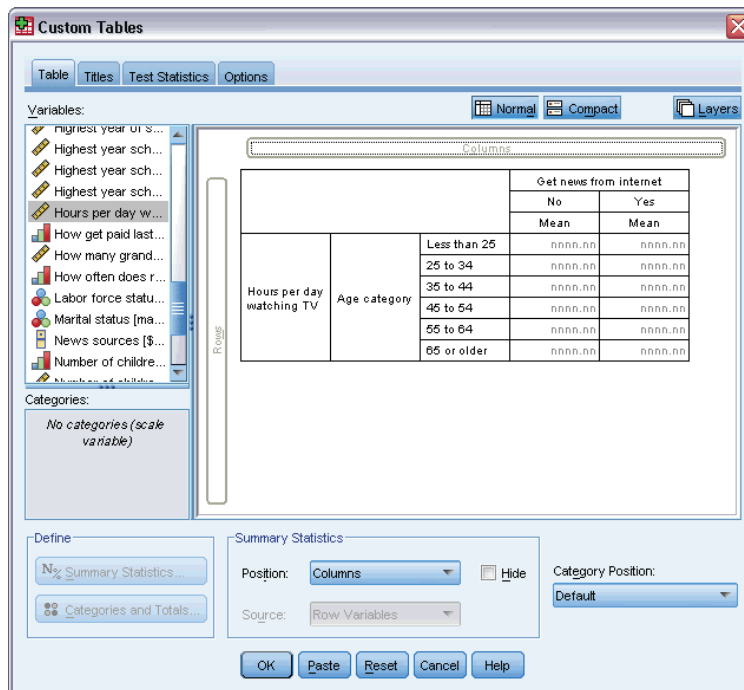 Custom Tables
Table Titles Test Statistics Options
Variables:
Normal Compact Layers
Highest year of s...
Highest year sch...
Highest year sch...
Highest year sch...
Hours per day w...
How get paid last...
How many grand...
How often does r...
Labor force statu...
Marital status [ma...
News sources [$...
Number of childre...
Number of childre...
Categories:
No categories (scale
variable)
Columns
Rows
Get news from internet
No Yes
Mean Mean
Hours per day
watching TV
Age category
Less than 25 nnnn.nn nnnn.nn
25 to 34 nnnn.nn nnnn.nn
35 to 44 nnnn.nn nnnn.nn
45 to 54 nnnn.nn nnnn.nn
55 to 64 nnnn.nn nnnn.nn
65 or older nnnn.nn nnnn.nn
Define
N% Summary Statistics...
Categories and Totals...
Summary Statistics
Position: Columns Hide
Source: Row Variables
Category Position:
Default
OK Paste Reset Cancel Help